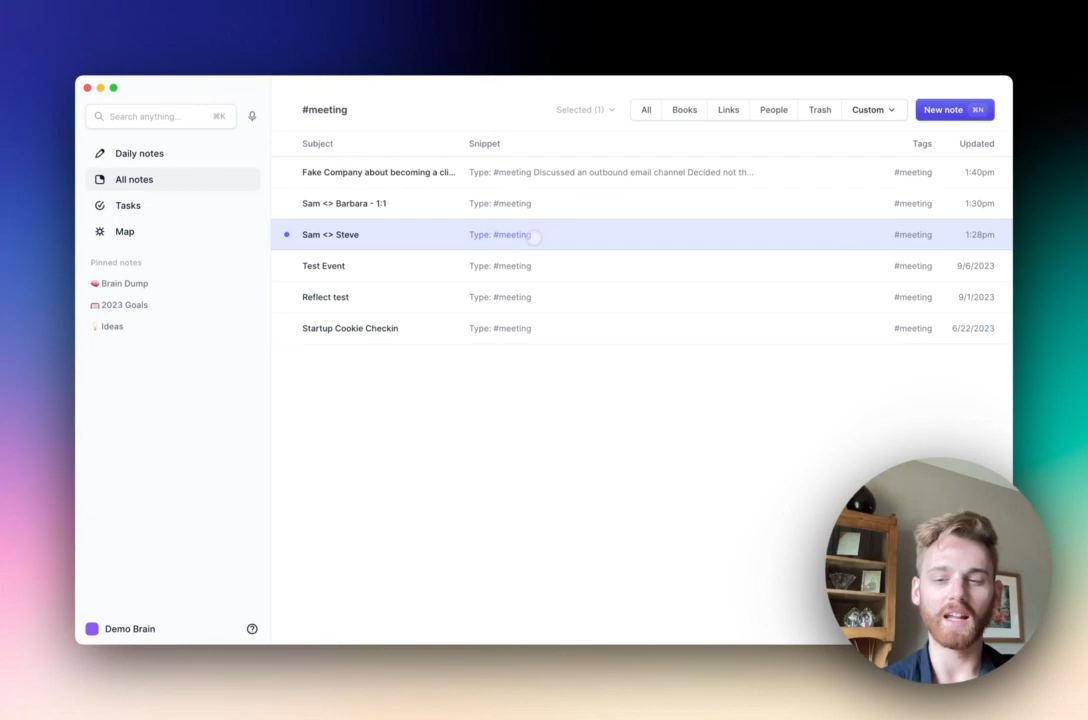 Search anything... ⌘K
Daily notes
All notes
Tasks
Map
Pinned notes
🧠 Brain Dump
🥅 2023 Goals
💡 Ideas
Demo Brain
#meeting Selected (1) All Books Links People Trash Custom New note ⌘N
Subject Snippet Tags Updated
Fake Company about becoming a cli... Type: #meeting Discussed an outbound email channel Decided not th... #meeting 1:40pm
Sam <> Barbara - 1:1 Type: #meeting #meeting 1:30pm
Sam <> Steve Type: #meeting #meeting 1:28pm
Test Event Type: #meeting #meeting 9/6/2023
Reflect test Type: #meeting #meeting 9/1/2023
Startup Cookie Checkin Type: #meeting #meeting 6/22/2023